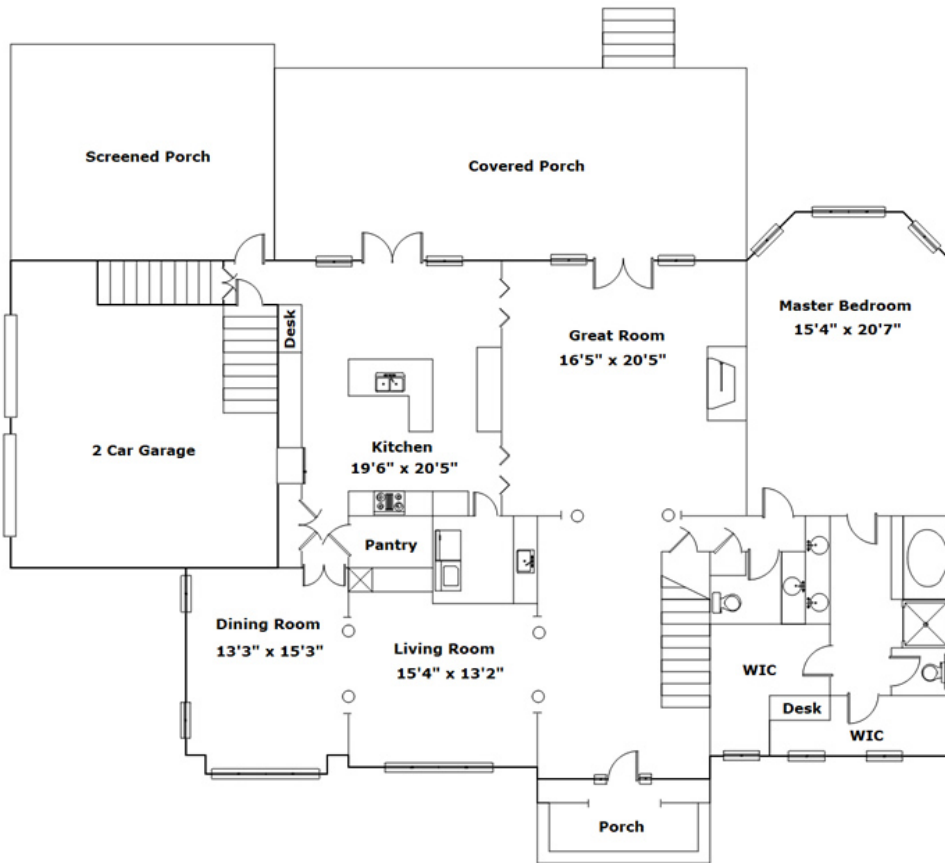 Screened Porch
Covered Porch
Master Bedroom
15'4" x 20'7"
Desk
Great Room
16'5" x 20'5"
2 Car Garage
Kitchen
19'6" x 20'5"
Pantry
Dining Room
13'3" x 15'3"
Living Room
15'4" x 13'2"
WIC
Desk
WIC
Porch